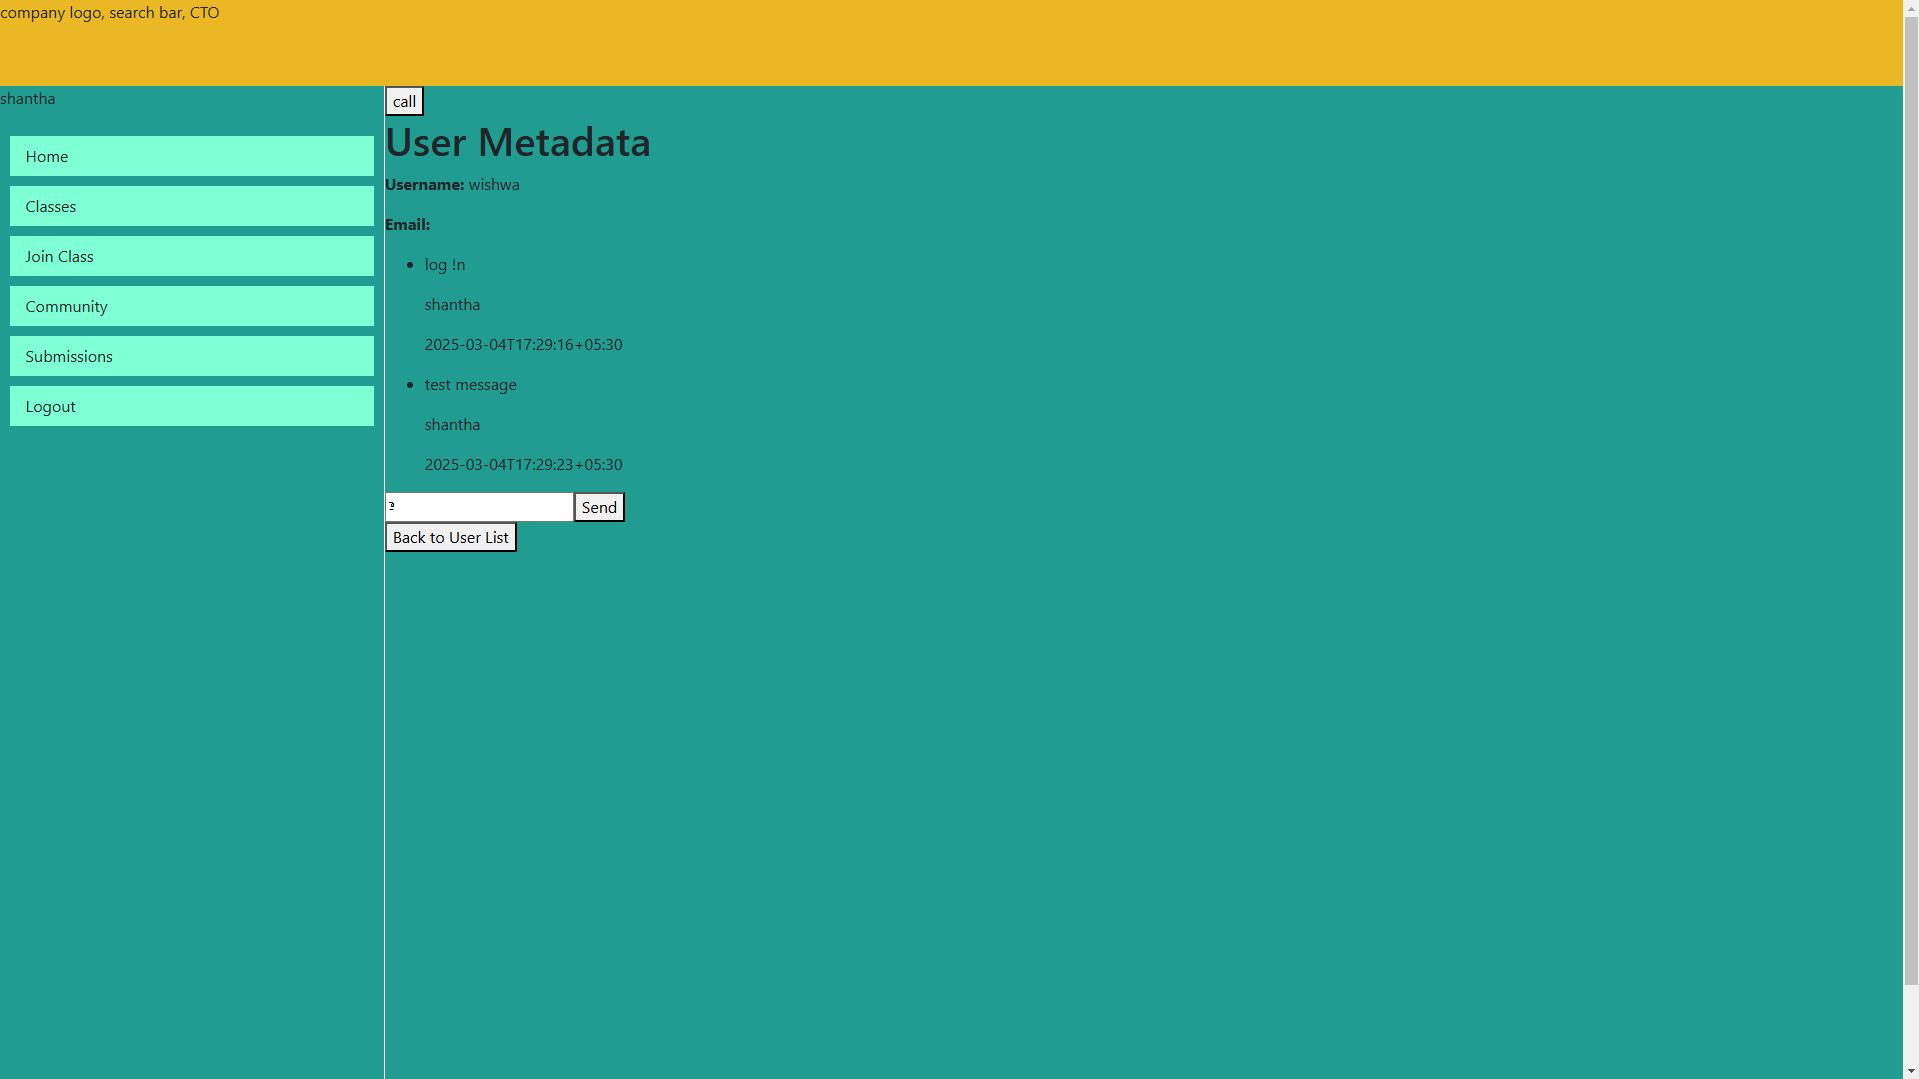 company logo, search bar, CTO
shantha
Home
Classes
Join Class
Community
Submissions
Logout
call
User Metadata
Username: wishwa
Email:
log !n
shantha
2025-03-04T17:29:16+05:30
test message
shantha
2025-03-04T17:29:23+05:30
Send
Back to User List